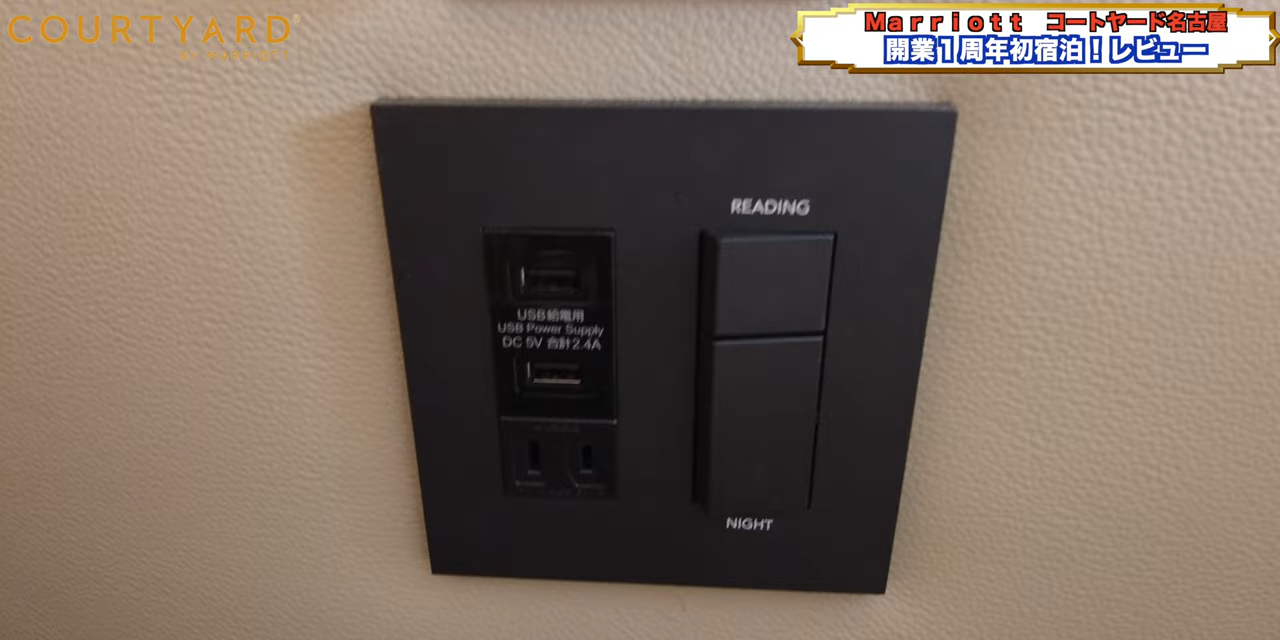 COURTYARD®
BY MARRIOTT
Marriott コートヤード名古屋
開業1周年初宿泊!レビュー
READING
USB給電用
USB Power Supply
DC 5V 合計2.4A
NIGHT